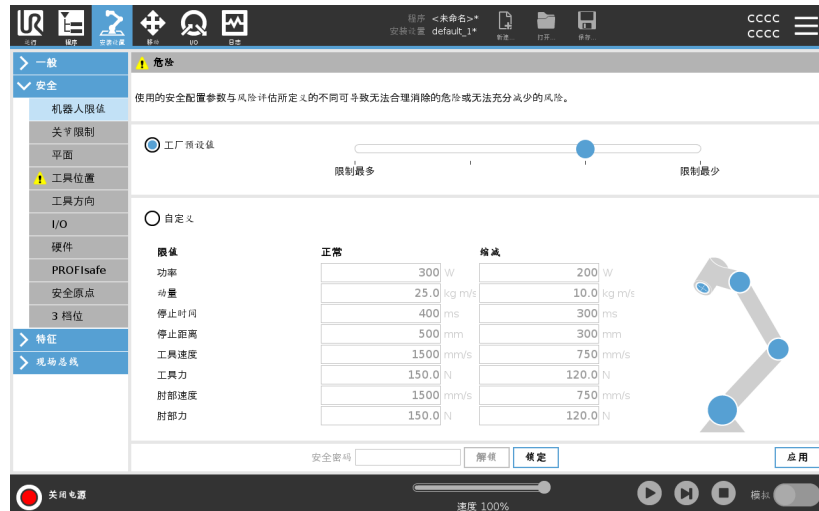 程序 <未命名>*
安装设置 default_1*
CCCC
CCCC
运行 程序 安装设置 移动 I/O 日志 新建... 打开... 保存...
一般
安全
机器人限值
关节限制
平面
工具位置
工具方向
I/O
硬件
PROFIsafe
安全原点
3 档位
特征
现场总线
危险
使用的安全配置参数与风险评估所定义的不同可导致无法合理消除的危险或无法充分减少的风险。
工厂预设值
限制最多 限制最少
自定义
限值 正常 缩减
功率 300 W 200 W
动量 25.0 kg m/s 10.0 kg m/s
停止时间 400 ms 300 ms
停止距离 500 mm 300 mm
工具速度 1500 mm/s 750 mm/s
工具力 150.0 N 120.0 N
肘部速度 1500 mm/s 750 mm/s
肘部力 150.0 N 120.0 N
安全密码 解锁 锁定 应用
关闭电源
速度 100%
模拟